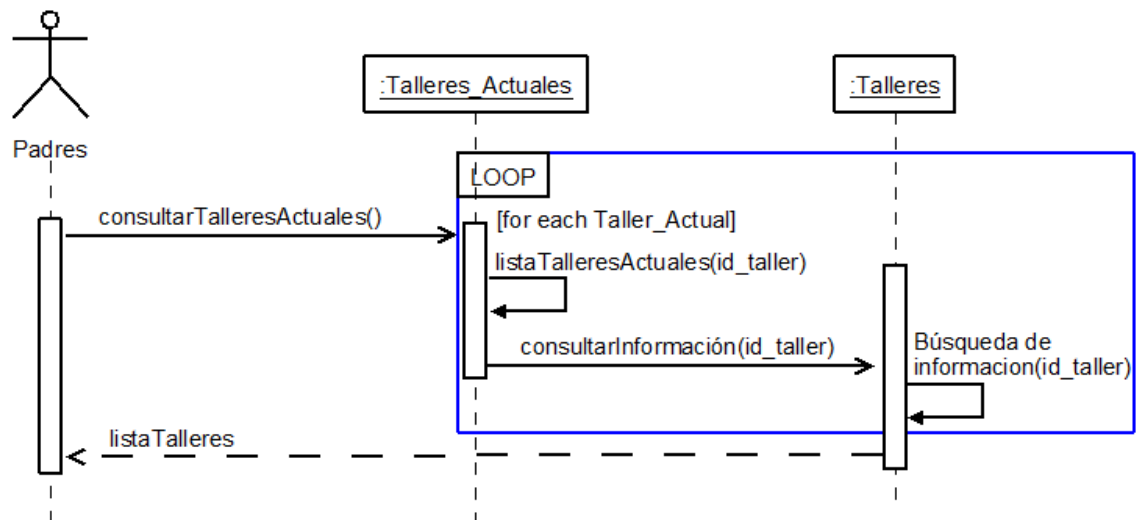 :Talleres_Actuales
:Talleres
Padres
LOOP
consultarTalleresActuales()
[for each Taller_Actual]
listaTalleresActuales(id_taller)
consultarInformación(id_taller)
Búsqueda de
informacion(id_taller)
listaTalleres